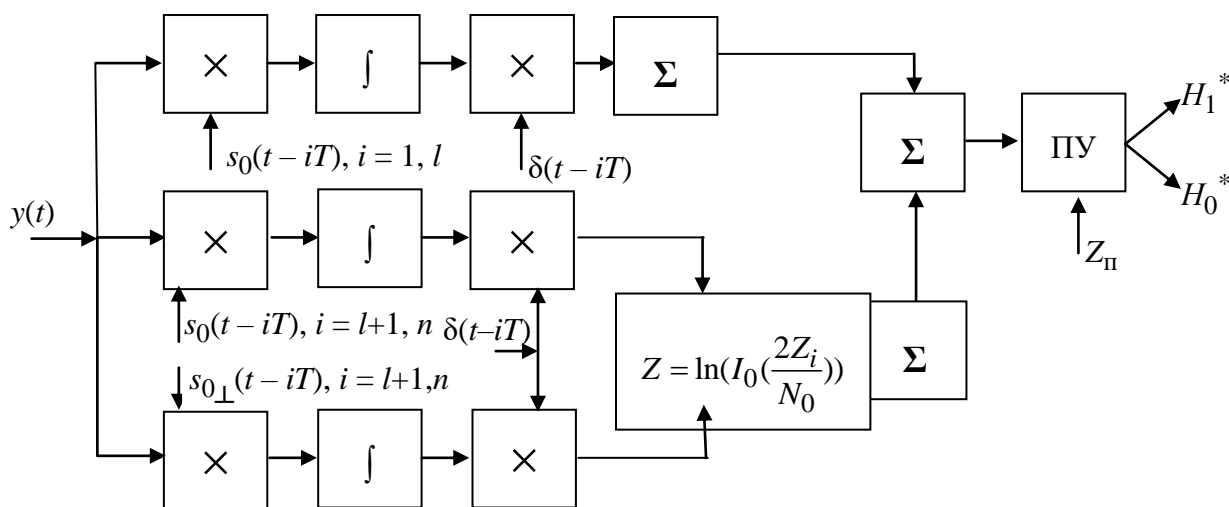 × ∫ × Σ
s₀(t – iT), i = 1, l
δ(t – iT)
Σ
ПУ
H₁*
H₀*
Zп
y(t)
× ∫ ×
s₀(t – iT), i = l+1, n
δ(t–iT)
s₀⊥(t – iT), i = l+1,n
Z = ln(I₀(2Zᵢ/N₀))
Σ
× ∫ ×